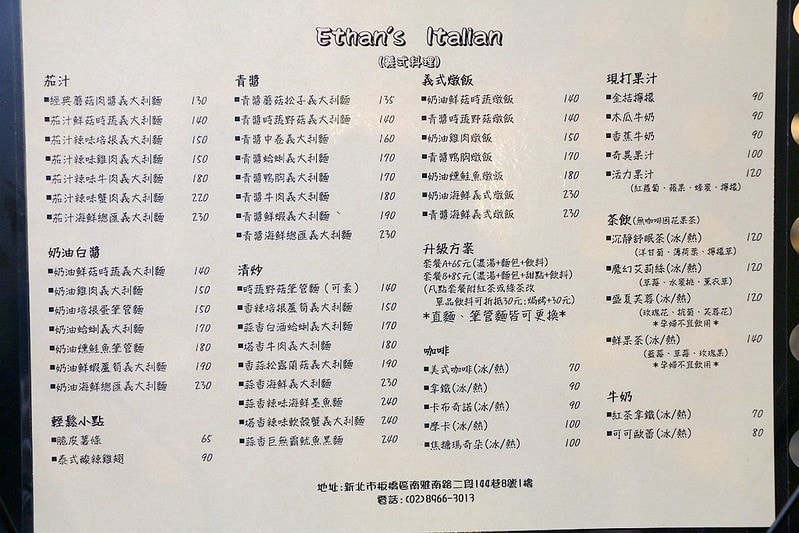 Ethan's Italian
(義式料理)
茄汁
■經典蘑菇肉醬義大利麵 130
■茄汁鮮菇時蔬義大利麵 140
■茄汁辣味培根義大利麵 150
■茄汁辣味雞肉義大利麵 150
■茄汁辣味牛肉義大利麵 180
■茄汁辣味蟹肉義大利麵 220
■茄汁海鮮總匯義大利麵 230
奶油白醬
■奶油鮮菇時蔬義大利麵 140
■奶油雞肉義大利麵 150
■奶油培根蛋筆管麵 150
■奶油蛤蜊義大利麵 170
■奶油燻鮭魚筆管麵 180
■奶油鮮蝦蘆筍義大利麵 190
■奶油海鮮總匯義大利麵 230
輕鬆小點
■脆皮薯條 65
■泰式酸辣雞翅 90
青醬
■青醬蘑菇松子義大利麵 135
■青醬時蔬野菇義大利麵 140
■青醬中卷義大利麵 160
■青醬蛤蜊義大利麵 170
■青醬鴨胸義大利麵 170
■青醬牛肉義大利麵 180
■青醬鮮蝦義大利麵 190
■青醬海鮮總匯義大利麵 230
清炒
■時蔬野菇筆管麵(可素) 140
■香辣培根蘆筍義大利麵 150
■蒜香白酒蛤蜊義大利麵 170
■塔香牛肉義大利麵 180
■香蒜松露蘭菇義大利麵 190
■蒜香海鮮義大利麵 230
■蒜香辣味海鮮墨魚麵 240
■塔香辣味軟殼蟹義大利麵 240
■蒜香巨無霸魷魚黑麵 240
義式燉飯
■奶油鮮菇時蔬燉飯 140
■青醬時蔬野菇燉飯 140
■奶油雞肉燉飯 150
■青醬鴨胸燉飯 170
■奶油燻鮭魚燉飯 180
■奶油海鮮義式燉飯 230
■青醬海鮮義式燉飯 230
升級方案
套餐A+65元(濃湯+麵包+飲料)
套餐B+85元(濃湯+麵包+甜點+飲料)
(凡點套餐附紅茶或綠茶改
單品飲料可折抵30元;焗烤+30元)
*直麵、筆管麵皆可更換*
咖啡
■美式咖啡(冰/熱) 70
■拿鐵(冰/熱) 90
■卡布奇諾(冰/熱) 90
■摩卡(冰/熱) 100
■焦糖瑪奇朵(冰/熱) 100
現打果汁
■金桔檸檬 90
■木瓜牛奶 90
■香蕉牛奶 90
■奇異果汁 100
■活力果汁 120
(紅蘿蔔、蘋果、蜂蜜、檸檬)
茶飲(無咖啡因花果茶)
■沉靜舒眠茶(冰/熱) 120
(洋甘菊、薄荷葉、檸檬草)
■魔幻艾莉絲(冰/熱) 120
(草莓、水蜜桃、薰衣草)
■盛夏芙蓉(冰/熱) 120
(玫瑰花、杭菊、芙蓉花)
*孕婦不宜飲用*
■鮮果茶(冰/熱) 140
(藍莓、草莓、玫瑰果)
*孕婦不宜飲用*
牛奶
■紅茶拿鐵(冰/熱) 70
■可可歐蕾(冰/熱) 80
地址:新北市板橋區南雅南路二段144巷8號1樓
電話:(02)8966-3013